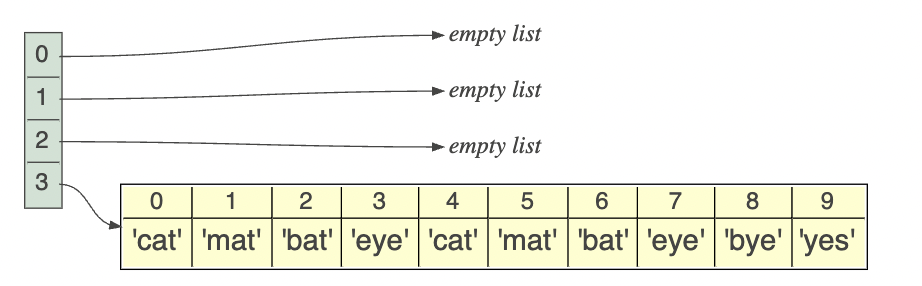 0
empty list
1
empty list
2
empty list
3
0 1 2 3 4 5 6 7 8 9
'cat' 'mat' 'bat' 'eye' 'cat' 'mat' 'bat' 'eye' 'bye' 'yes'